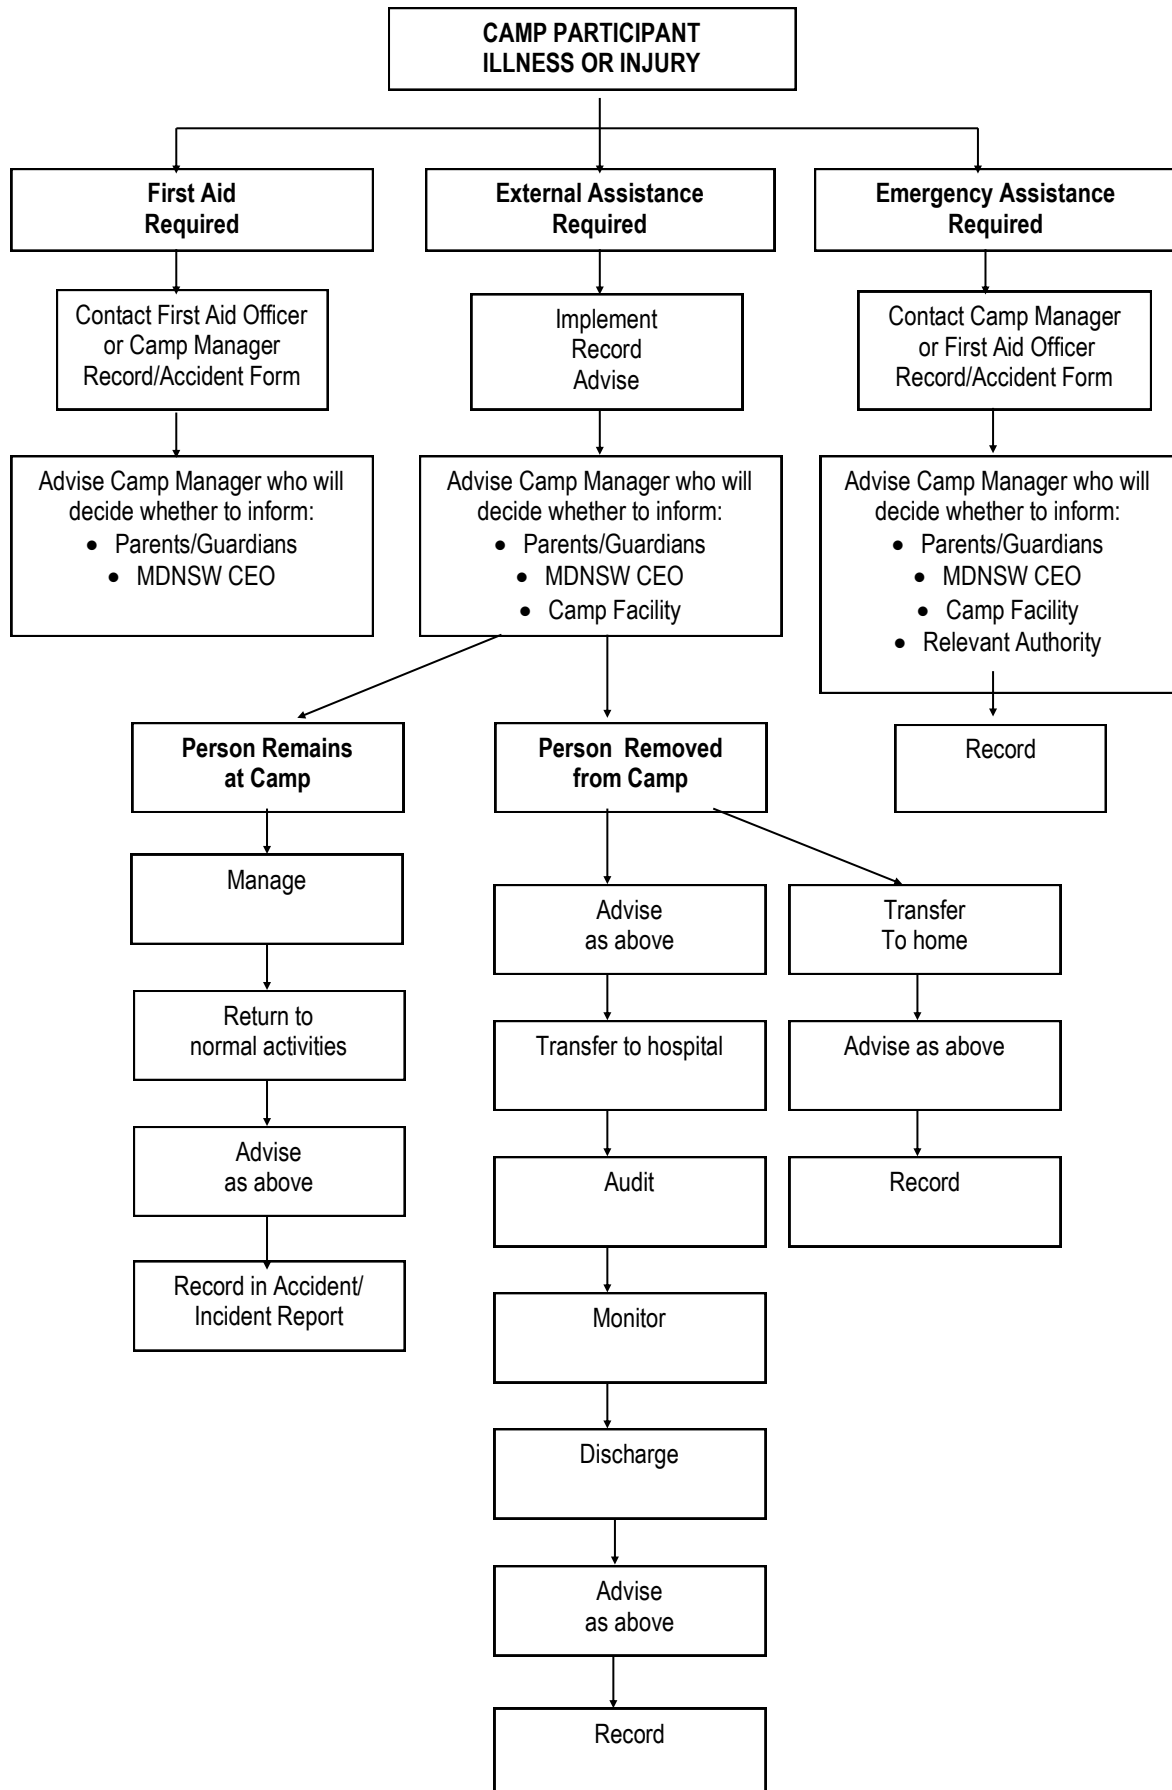 CAMP PARTICIPANT
ILLNESS OR INJURY
First Aid
Required
External Assistance
Required
Emergency Assistance
Required
Contact First Aid Officer
or Camp Manager
Record/Accident Form
Implement
Record
Advise
Contact Camp Manager
or First Aid Officer
Record/Accident Form
Advise Camp Manager who will
decide whether to inform:
• Parents/Guardians
• MDNSW CEO
Advise Camp Manager who will
decide whether to inform:
• Parents/Guardians
• MDNSW CEO
• Camp Facility
Advise Camp Manager who will
decide whether to inform:
• Parents/Guardians
• MDNSW CEO
• Camp Facility
• Relevant Authority
Person Remains
at Camp
Person Removed
from Camp
Record
Manage
Advise
as above
Transfer
To home
Return to
normal activities
Transfer to hospital
Advise as above
Advise
as above
Audit
Record
Record in Accident/
Incident Report
Monitor
Discharge
Advise
as above
Record